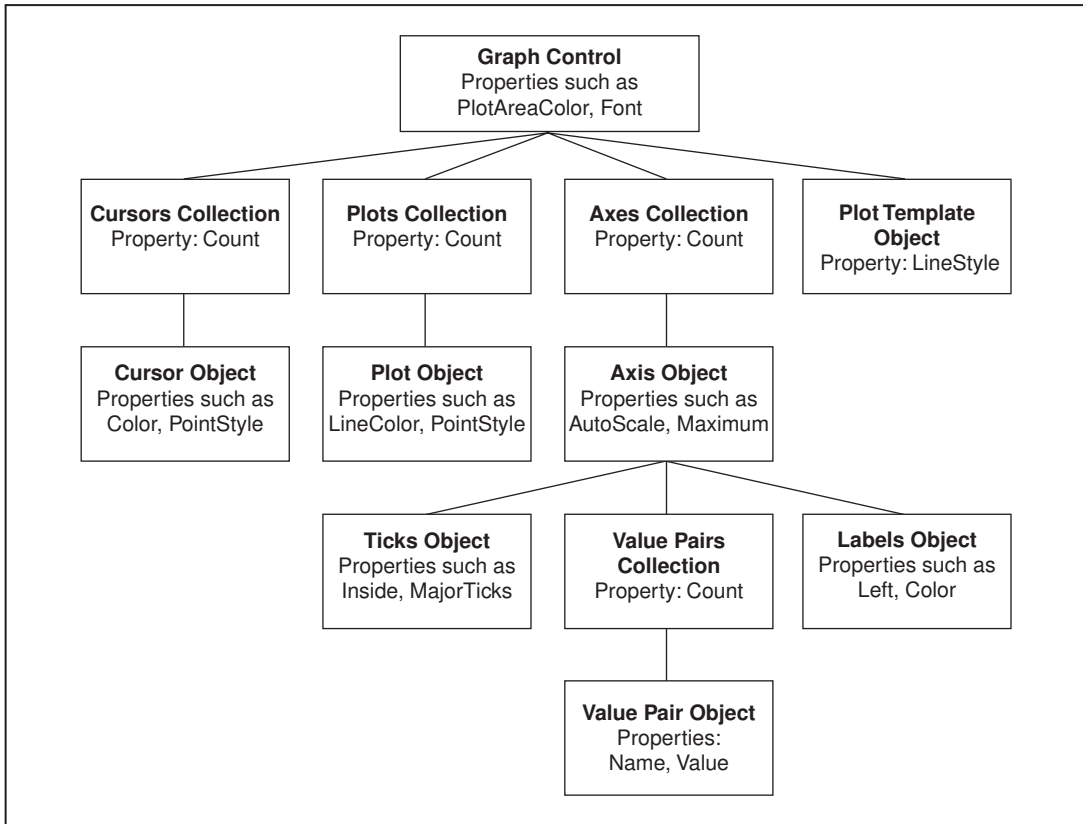 Graph Control
Properties such as
PlotAreaColor, Font
Cursors Collection
Property: Count
Plots Collection
Property: Count
Axes Collection
Property: Count
Plot Template
Object
Property: LineStyle
Cursor Object
Properties such as
Color, PointStyle
Plot Object
Properties such as
LineColor, PointStyle
Axis Object
Properties such as
AutoScale, Maximum
Ticks Object
Properties such as
Inside, MajorTicks
Value Pairs
Collection
Property: Count
Labels Object
Properties such as
Left, Color
Value Pair Object
Properties:
Name, Value